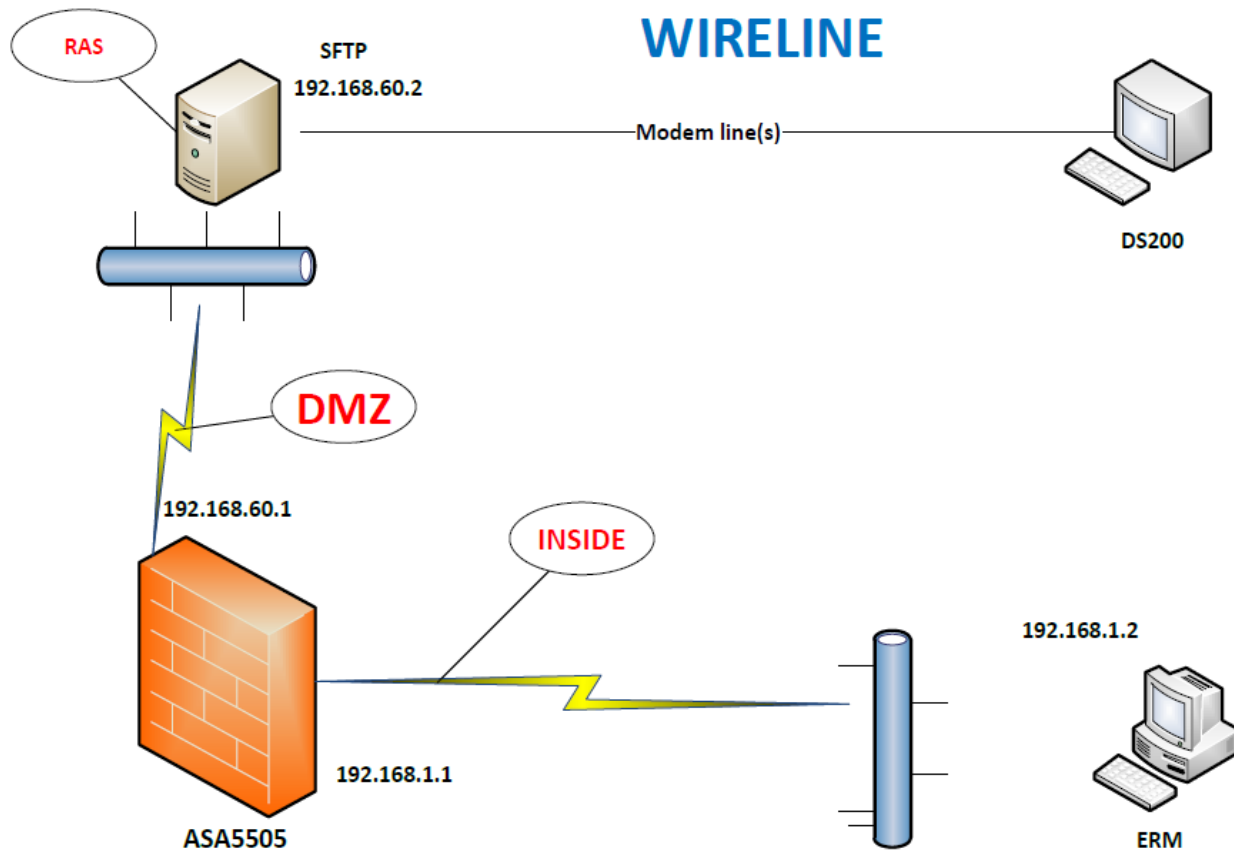 WIRELINE
RAS
SFTP
192.168.60.2
Modem line(s)
DS200
DMZ
192.168.60.1
INSIDE
192.168.1.2
192.168.1.1
ASA5505
ERM